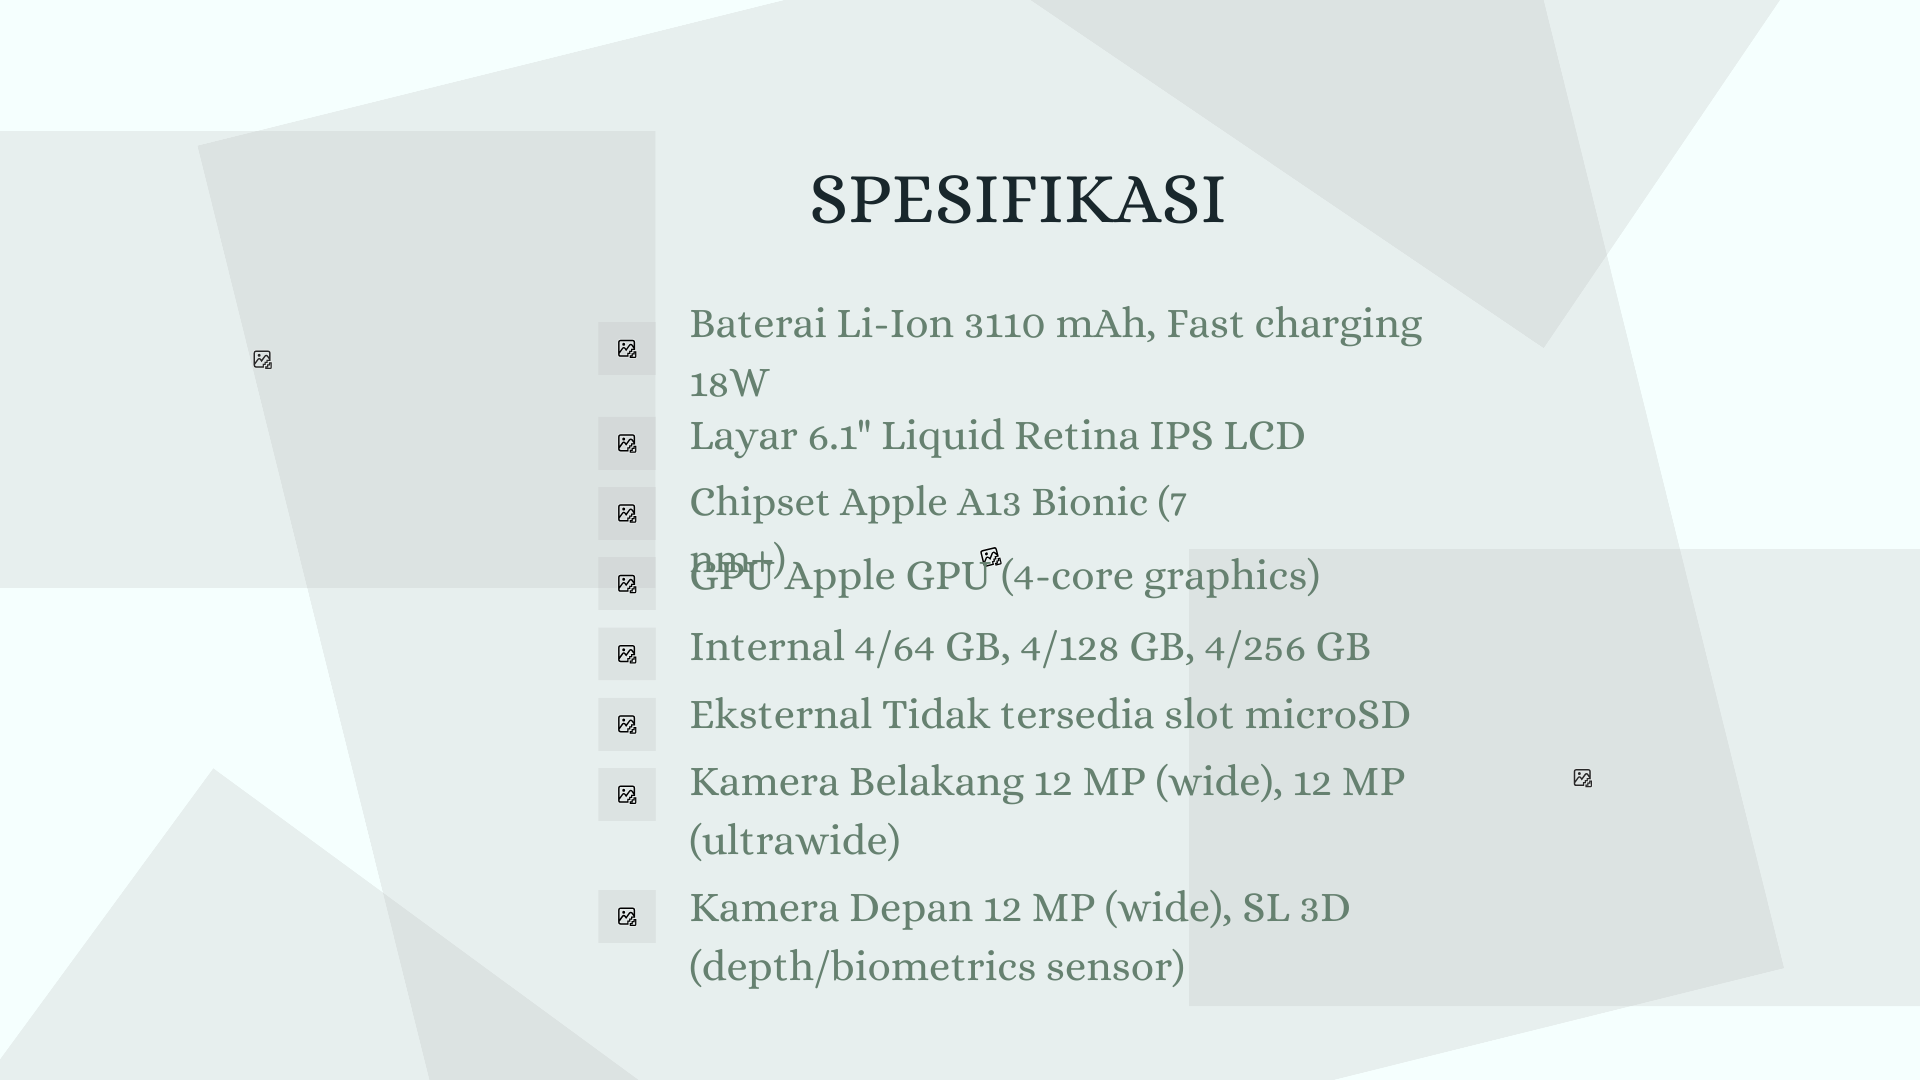 SPESIFIKASI
Baterai Li-Ion 3110 mAh, Fast charging
18W
Layar 6.1" Liquid Retina IPS LCD
Chipset Apple A13 Bionic (7
nm+)
GPU Apple GPU (4-core graphics)
Internal 4/64 GB, 4/128 GB, 4/256 GB
Eksternal Tidak tersedia slot microSD
Kamera Belakang 12 MP (wide), 12 MP
(ultrawide)
Kamera Depan 12 MP (wide), SL 3D
(depth/biometrics sensor)